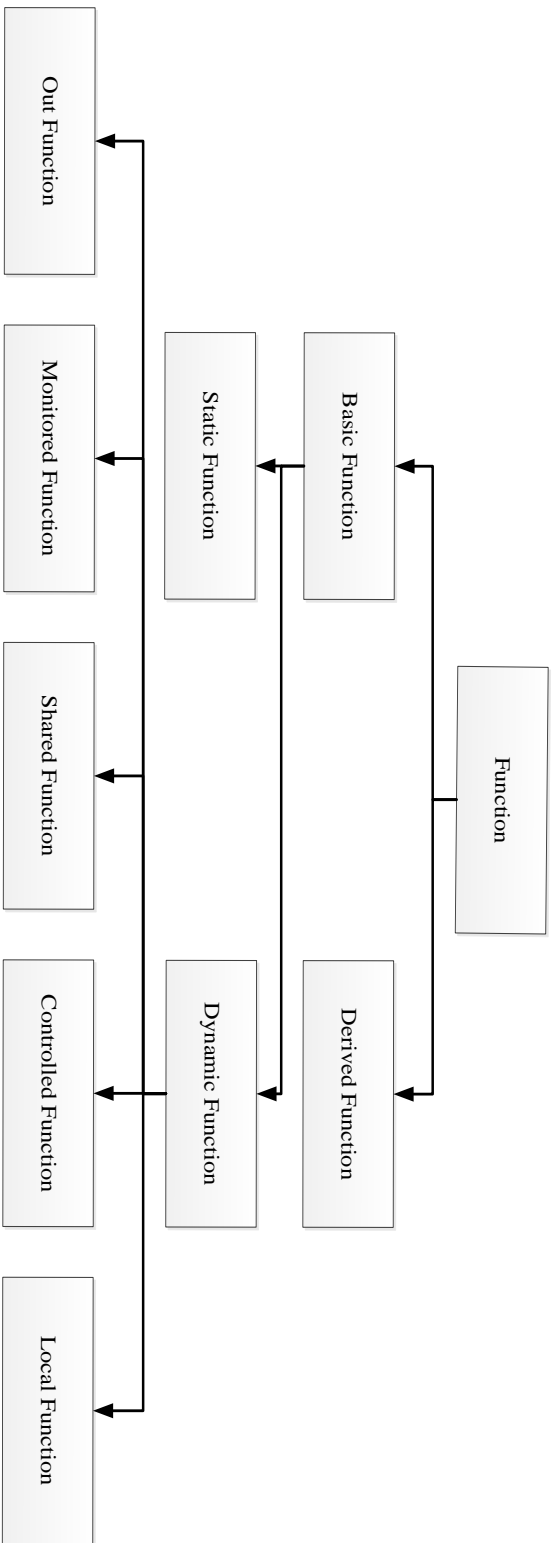 Function
Basic Function
Derived Function
Static Function
Dynamic Function
Out Function
Monitored Function
Shared Function
Controlled Function
Local Function